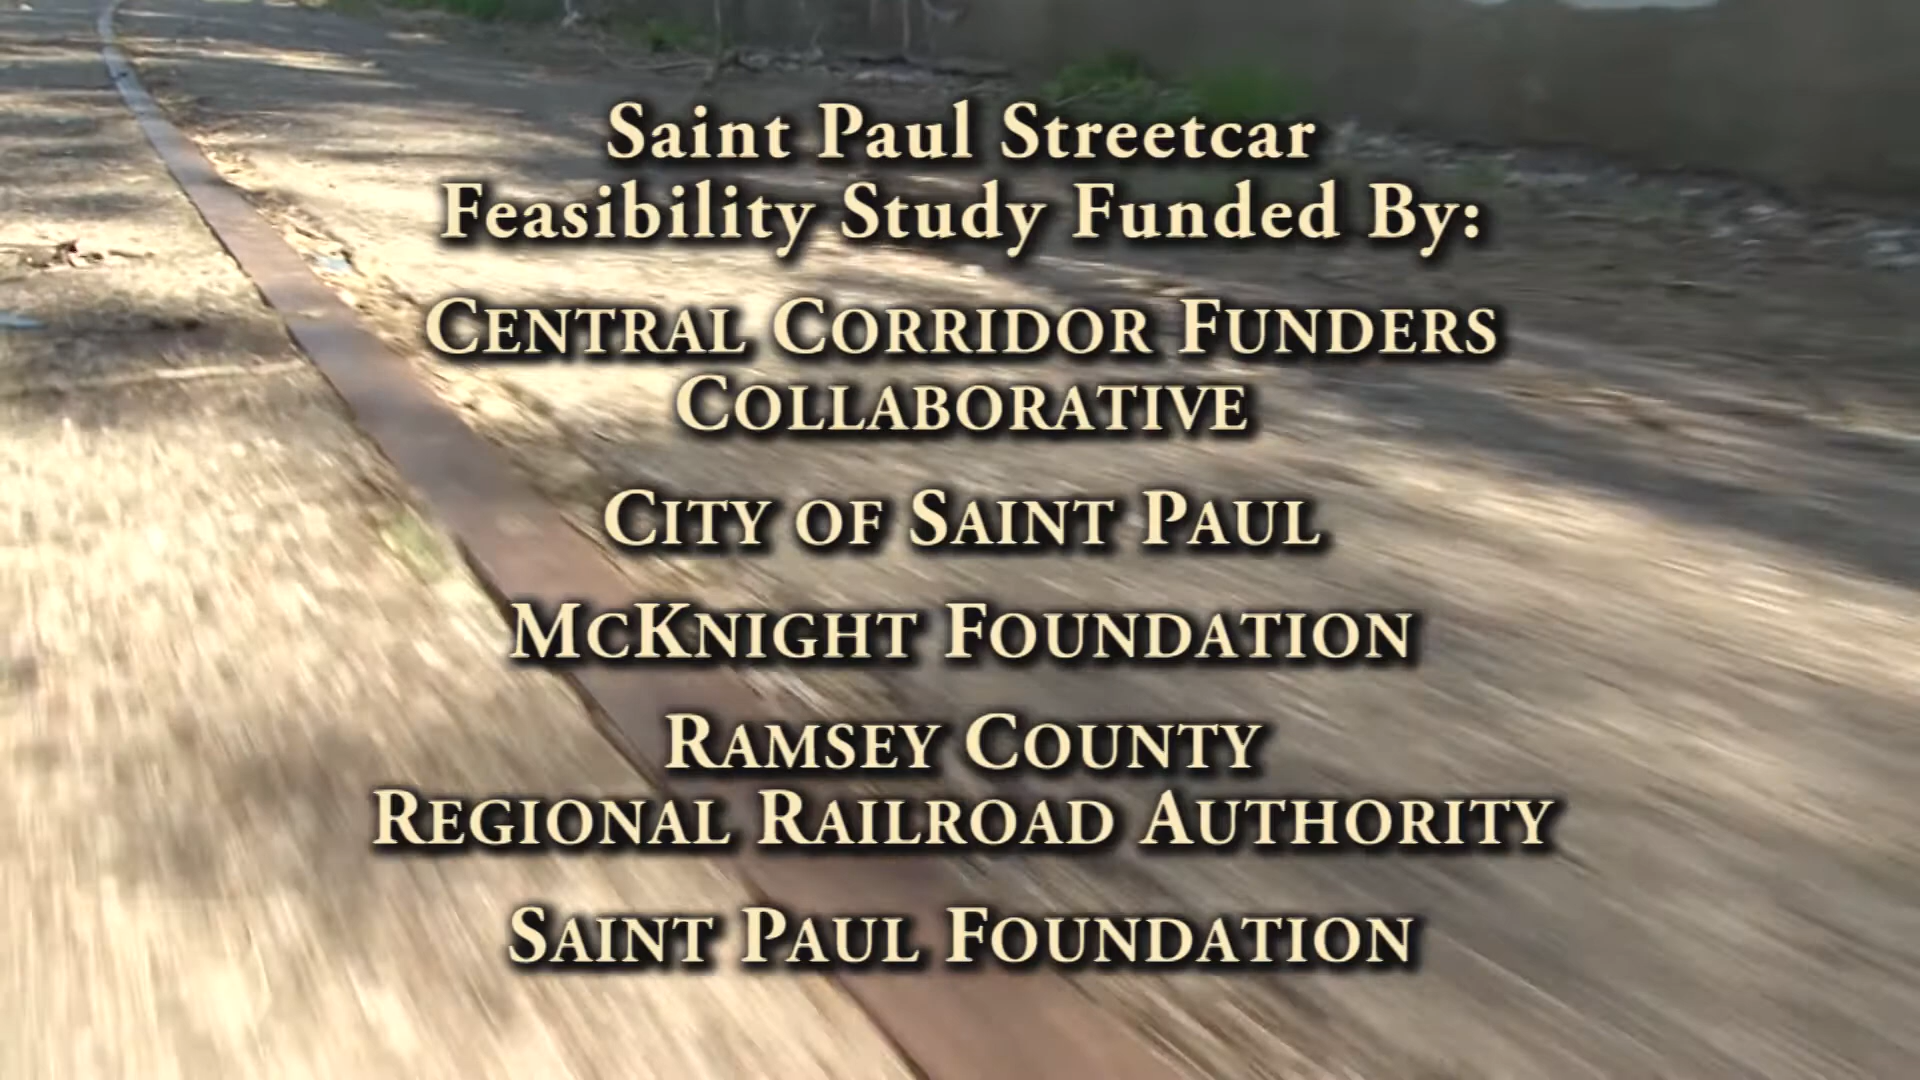 Saint Paul Streetcar
Feasibility Study Funded By:
Central Corridor Funders
Collaborative
City of Saint Paul
McKnight Foundation
Ramsey County
Regional Railroad Authority
Saint Paul Foundation